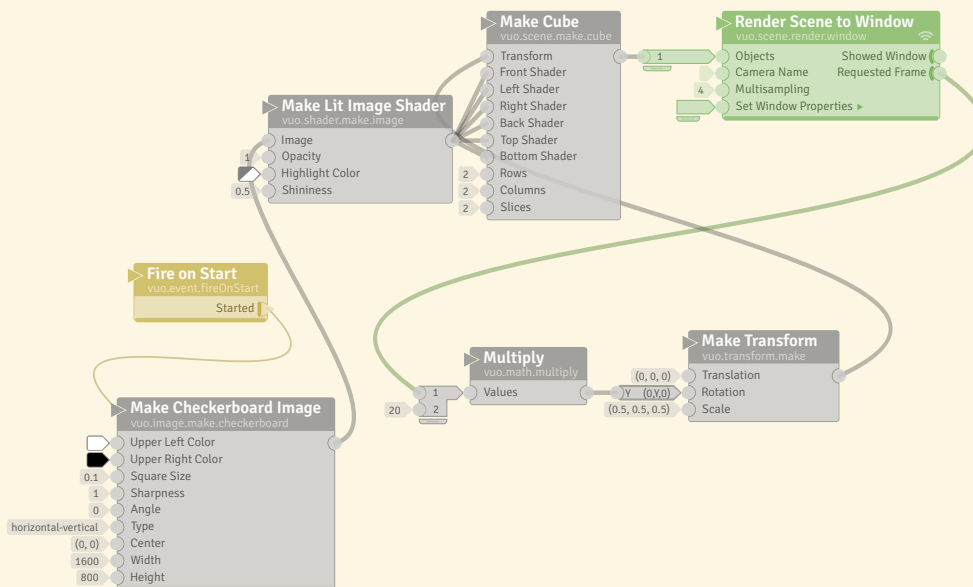 Make Cube
vuo.scene.make.cube
Transform
Front Shader
Left Shader
Right Shader
Back Shader
Top Shader
Bottom Shader
2 Rows
2 Columns
2 Slices
Render Scene to Window
vuo.scene.render.window
1 Objects Showed Window
Camera Name Requested Frame
4 Multisampling
Set Window Properties ▸
Make Lit Image Shader
vuo.shader.make.image
Image
1 Opacity
Highlight Color
0.5 Shininess
Fire on Start
vuo.event.fireOnStart
Started
Multiply
vuo.math.multiply
1 Values
20 2
Make Transform
vuo.transform.make
(0, 0, 0) Translation
Y (0,Y,0) Rotation
(0.5, 0.5, 0.5) Scale
Make Checkerboard Image
vuo.image.make.checkerboard
Upper Left Color
Upper Right Color
0.1 Square Size
1 Sharpness
0 Angle
horizontal-vertical Type
(0, 0) Center
1600 Width
800 Height